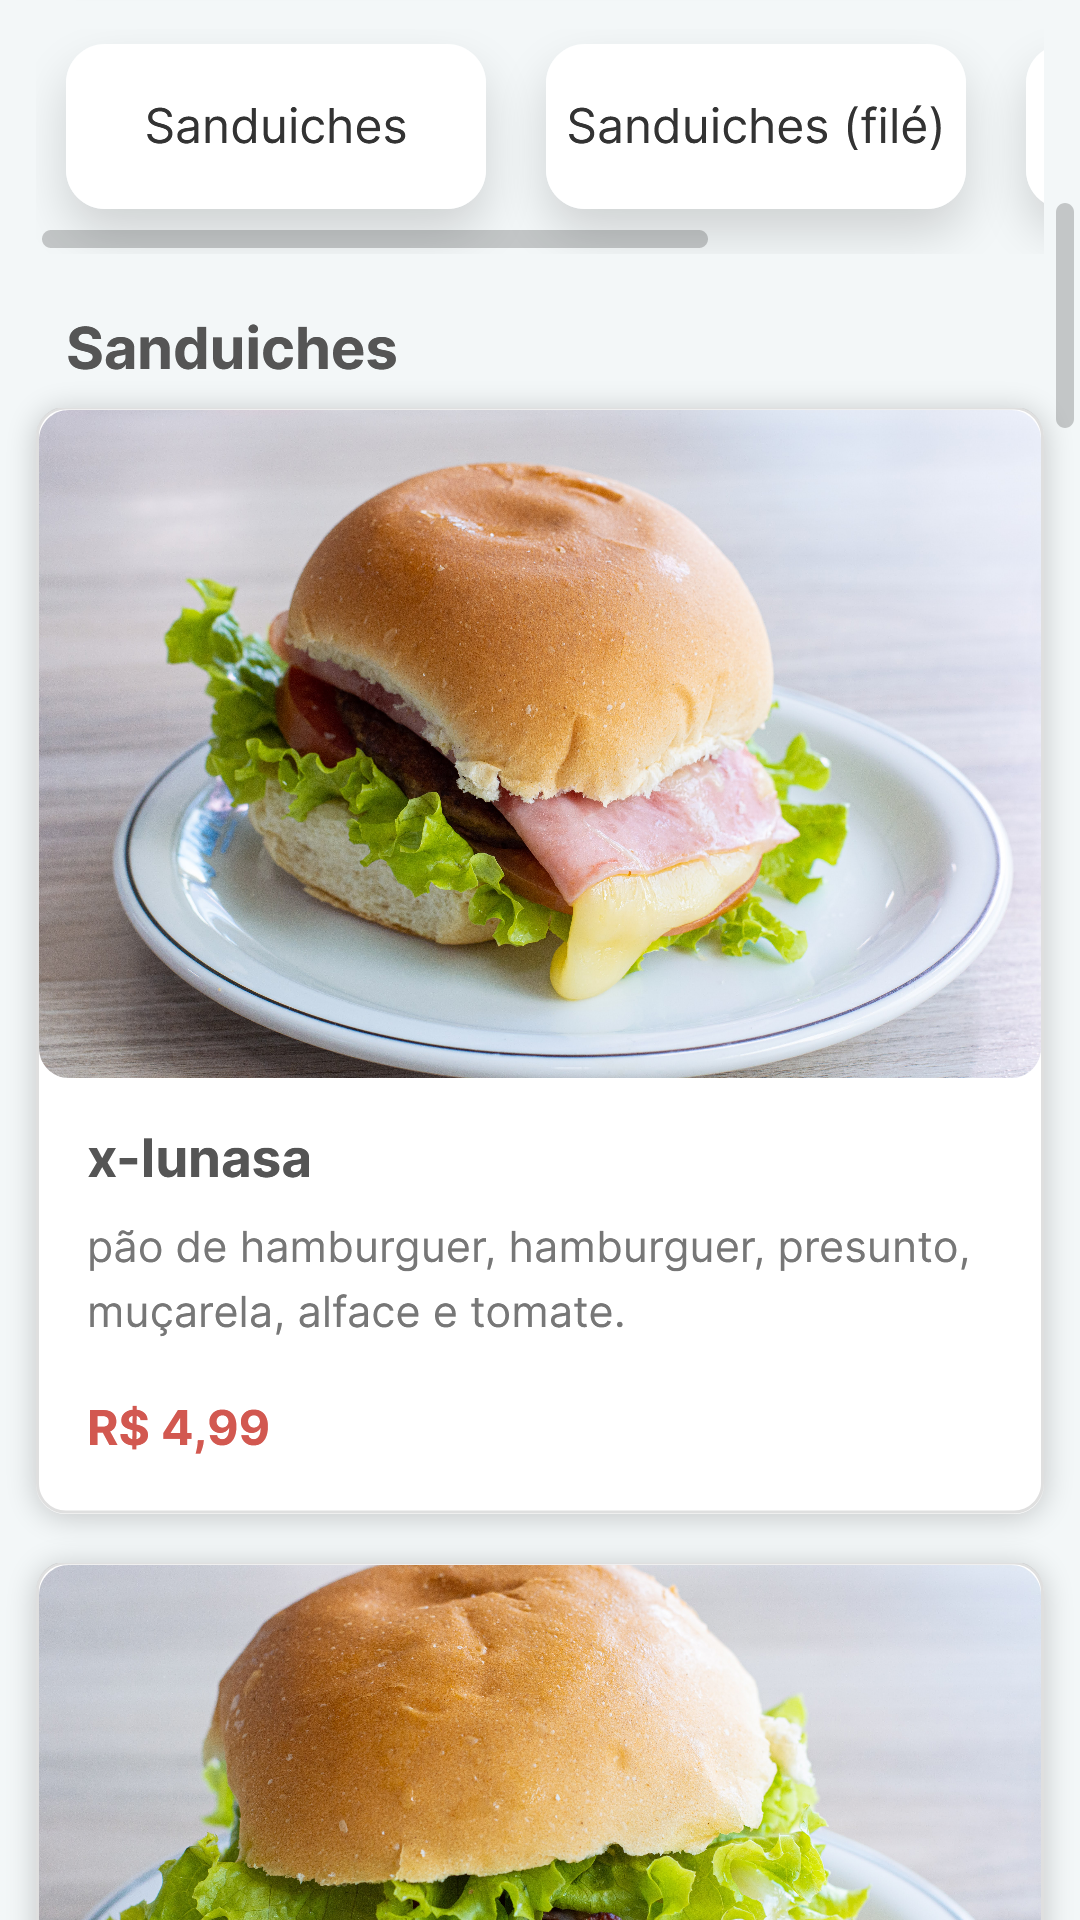 Sanduiches
Sanduiches (filé)
Sanduiches
x-lunasa
pão de hamburguer, hamburguer, presunto,
muçarela, alface e tomate.
R$ 4,99